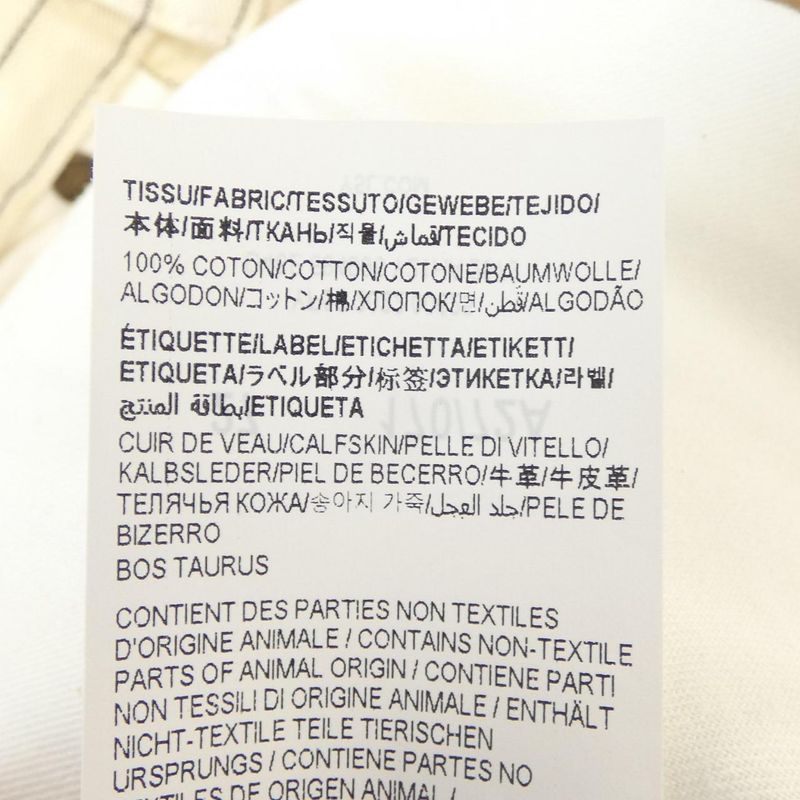 TISSU/FABRIC/TESSUTO/GEWEBE/TEJIDO/
本体/面料/ТКАНЬ/직물/قماش/TECIDO
100% COTON/COTTON/COTONE/BAUMWOLLE/
ALGODON/コットン/棉/ХЛОПОК/면/قطن/ALGODÃO
ÉTIQUETTE/LABEL/ETICHETTA/ETIKETT/
ETIQUETA/ラベル部分/标签/ЭТИКЕТКА/라벨/
بطاقة المنتج/ETIQUETA
CUIR DE VEAU/CALFSKIN/PELLE DI VITELLO/
KALBSLEDER/PIEL DE BECERRO/牛革/牛皮革/
ТЕЛЯЧЬЯ КОЖА/송아지 가죽/جلد العجل/PELE DE
BIZERRO
BOS TAURUS
CONTIENT DES PARTIES NON TEXTILES
D'ORIGINE ANIMALE / CONTAINS NON-TEXTILE
PARTS OF ANIMAL ORIGIN / CONTIENE PARTI
NON TESSILI DI ORIGINE ANIMALE / ENTHÄLT
NICHT-TEXTILE TEILE TIERISCHEN
URSPRUNGS / CONTIENE PARTES NO
TEXTILES DE ORIGEN ANIMAL /